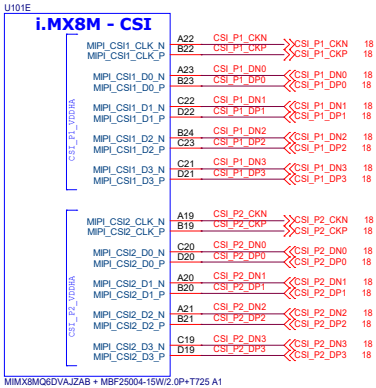 U101E
i.MX8M - CSI
CSI_P1_VDDHA
MIPI_CSI1_CLK_N A22 CSI_P1_CKN CSI_P1_CKN 18
MIPI_CSI1_CLK_P B22 CSI_P1_CKP CSI_P1_CKP 18
MIPI_CSI1_D0_N A23 CSI_P1_DN0 CSI_P1_DN0 18
MIPI_CSI1_D0_P B23 CSI_P1_DP0 CSI_P1_DP0 18
MIPI_CSI1_D1_N C22 CSI_P1_DN1 CSI_P1_DN1 18
MIPI_CSI1_D1_P D22 CSI_P1_DP1 CSI_P1_DP1 18
MIPI_CSI1_D2_N B24 CSI_P1_DN2 CSI_P1_DN2 18
MIPI_CSI1_D2_P C23 CSI_P1_DP2 CSI_P1_DP2 18
MIPI_CSI1_D3_N C21 CSI_P1_DN3 CSI_P1_DN3 18
MIPI_CSI1_D3_P D21 CSI_P1_DP3 CSI_P1_DP3 18
CSI_P2_VDDHA
MIPI_CSI2_CLK_N A19 CSI_P2_CKN CSI_P2_CKN 18
MIPI_CSI2_CLK_P B19 CSI_P2_CKP CSI_P2_CKP 18
MIPI_CSI2_D0_N C20 CSI_P2_DN0 CSI_P2_DN0 18
MIPI_CSI2_D0_P D20 CSI_P2_DP0 CSI_P2_DP0 18
MIPI_CSI2_D1_N A20 CSI_P2_DN1 CSI_P2_DN1 18
MIPI_CSI2_D1_P B20 CSI_P2_DP1 CSI_P2_DP1 18
MIPI_CSI2_D2_N A21 CSI_P2_DN2 CSI_P2_DN2 18
MIPI_CSI2_D2_P B21 CSI_P2_DP2 CSI_P2_DP2 18
MIPI_CSI2_D3_N C19 CSI_P2_DN3 CSI_P2_DN3 18
MIPI_CSI2_D3_P D19 CSI_P2_DP3 CSI_P2_DP3 18
MIMX8MQ6DVAJZAB + MBF25004-15W/2.0P+T725 A1